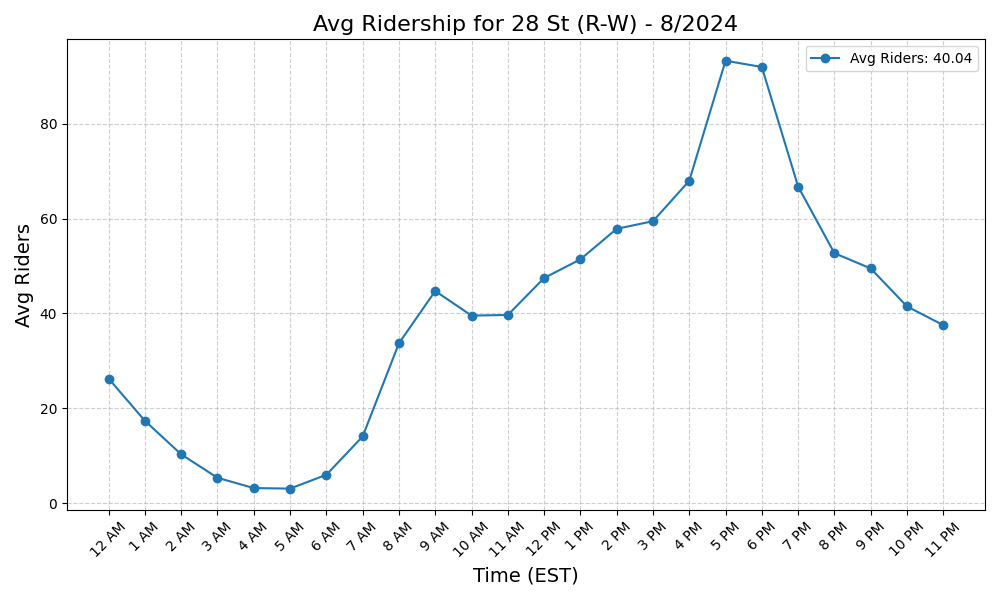 Avg Ridership for 28 St (R-W) - 8/2024
Avg Riders: 40.04
Avg Riders
80
60
40
20
0
12 AM
1 AM
2 AM
3 AM
4 AM
5 AM
6 AM
7 AM
8 AM
9 AM
10 AM
11 AM
12 PM
1 PM
2 PM
3 PM
4 PM
5 PM
6 PM
7 PM
8 PM
9 PM
10 PM
11 PM
Time (EST)